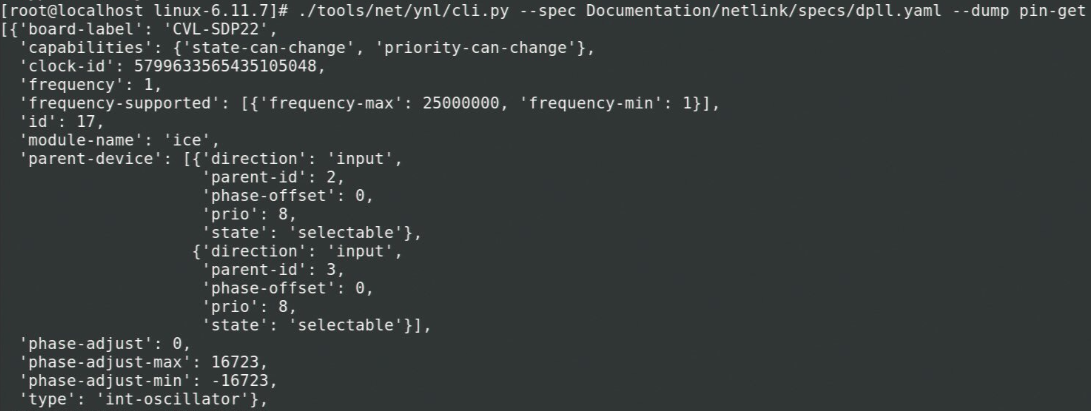 [root@localhost linux-6.11.7]# ./tools/net/ynl/cli.py --spec Documentation/netlink/specs/dpll.yaml --dump pin-get
[{'board-label': 'CVL-SDP22',
  'capabilities': {'state-can-change', 'priority-can-change'},
  'clock-id': 5799633565435105048,
  'frequency': 1,
  'frequency-supported': [{'frequency-max': 25000000, 'frequency-min': 1}],
  'id': 17,
  'module-name': 'ice',
  'parent-device': [{'direction': 'input',
                     'parent-id': 2,
                     'phase-offset': 0,
                     'prio': 8,
                     'state': 'selectable'},
                    {'direction': 'input',
                     'parent-id': 3,
                     'phase-offset': 0,
                     'prio': 8,
                     'state': 'selectable'}],
  'phase-adjust': 0,
  'phase-adjust-max': 16723,
  'phase-adjust-min': -16723,
  'type': 'int-oscillator'},